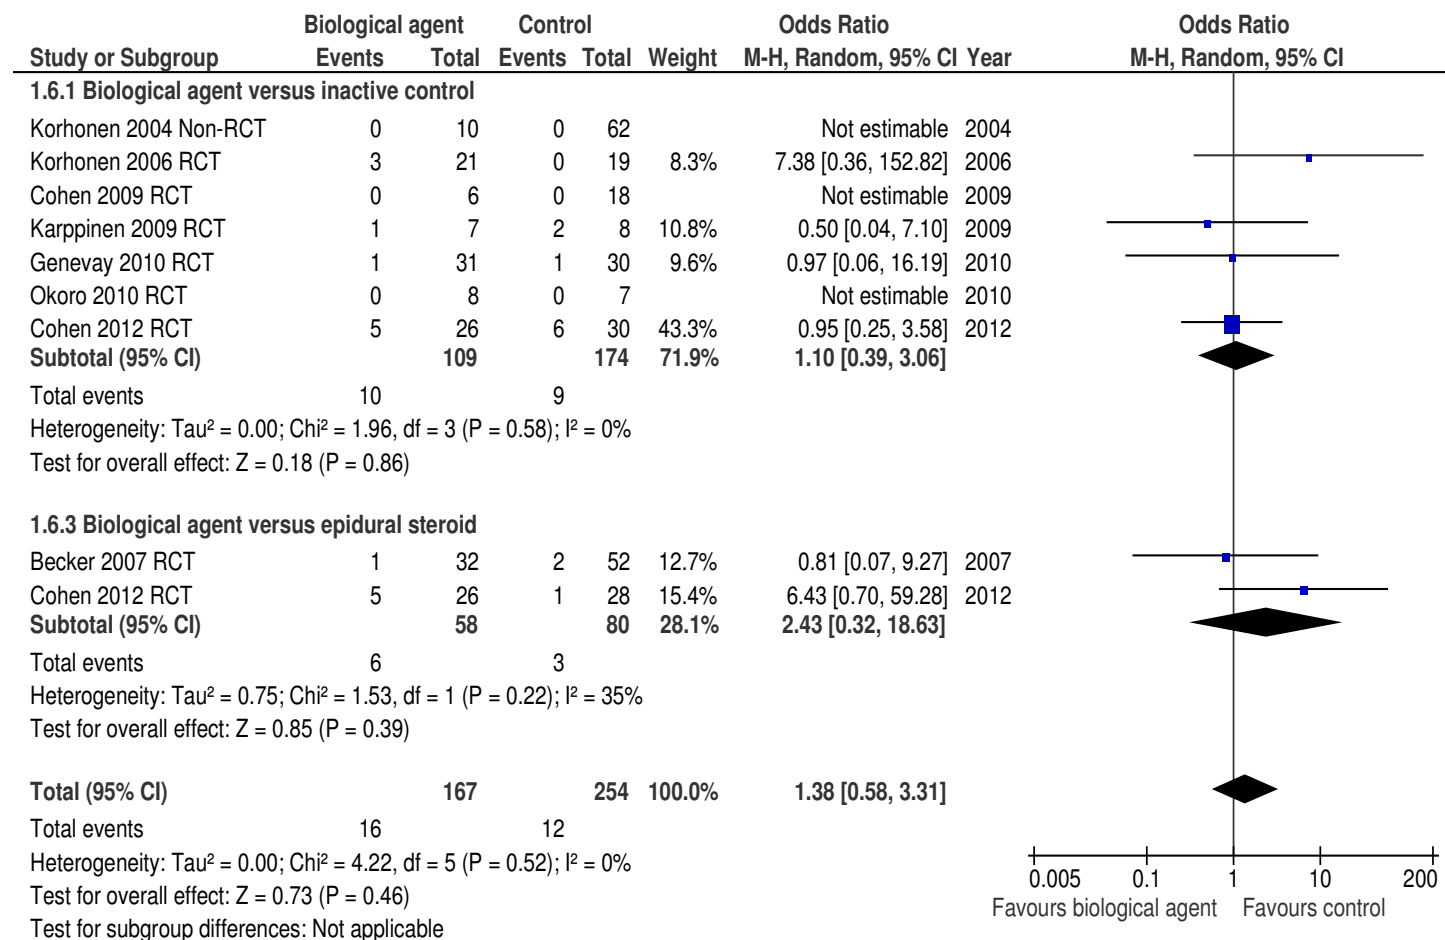 Biological agent Control Odds Ratio Odds Ratio
Study or Subgroup Events Total Events Total Weight M-H, Random, 95% CI Year M-H, Random, 95% CI
1.6.1 Biological agent versus inactive control
Korhonen 2004 Non-RCT 0 10 0 62 Not estimable 2004
Korhonen 2006 RCT 3 21 0 19 8.3% 7.38 [0.36, 152.82] 2006
Cohen 2009 RCT 0 6 0 18 Not estimable 2009
Karppinen 2009 RCT 1 7 2 8 10.8% 0.50 [0.04, 7.10] 2009
Genevay 2010 RCT 1 31 1 30 9.6% 0.97 [0.06, 16.19] 2010
Okoro 2010 RCT 0 8 0 7 Not estimable 2010
Cohen 2012 RCT 5 26 6 30 43.3% 0.95 [0.25, 3.58] 2012
Subtotal (95% CI) 109 174 71.9% 1.10 [0.39, 3.06]
Total events 10 9
Heterogeneity: Tau² = 0.00; Chi² = 1.96, df = 3 (P = 0.58); I² = 0%
Test for overall effect: Z = 0.18 (P = 0.86)
1.6.3 Biological agent versus epidural steroid
Becker 2007 RCT 1 32 2 52 12.7% 0.81 [0.07, 9.27] 2007
Cohen 2012 RCT 5 26 1 28 15.4% 6.43 [0.70, 59.28] 2012
Subtotal (95% CI) 58 80 28.1% 2.43 [0.32, 18.63]
Total events 6 3
Heterogeneity: Tau² = 0.75; Chi² = 1.53, df = 1 (P = 0.22); I² = 35%
Test for overall effect: Z = 0.85 (P = 0.39)
Total (95% CI) 167 254 100.0% 1.38 [0.58, 3.31]
Total events 16 12
Heterogeneity: Tau² = 0.00; Chi² = 4.22, df = 5 (P = 0.52); I² = 0%
Test for overall effect: Z = 0.73 (P = 0.46)
Test for subgroup differences: Not applicable
0.005 0.1 1 10 200
Favours biological agent Favours control